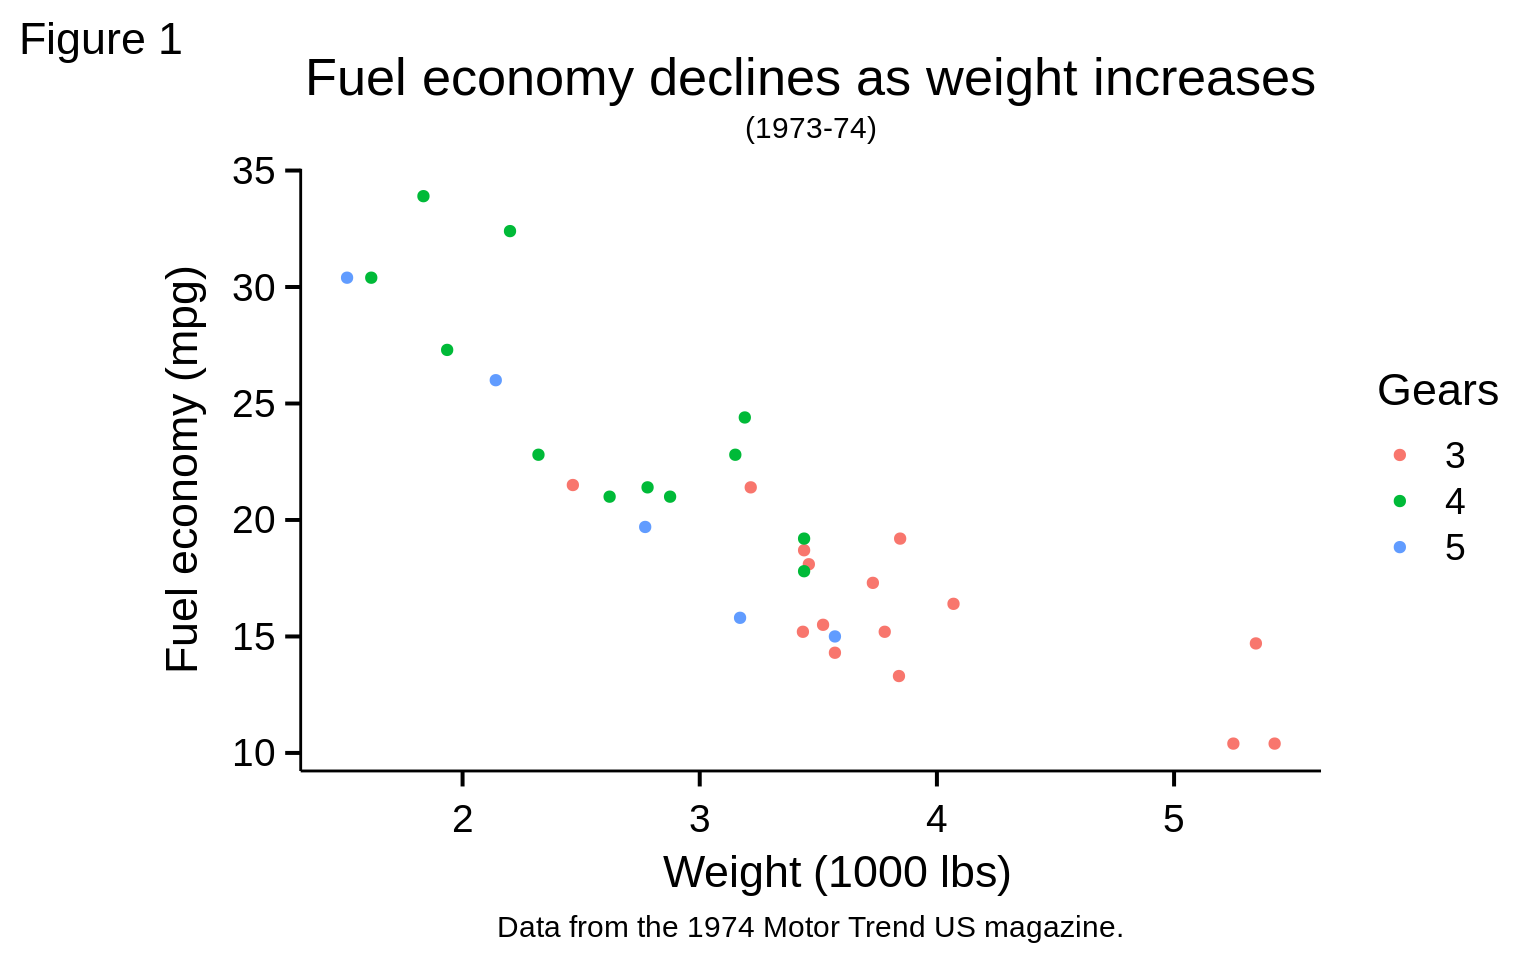 Figure 1
Fuel economy declines as weight increases
(1973-74)
35
30
25
20
15
10
Fuel economy (mpg)
2 3 4 5
Weight (1000 lbs)
Data from the 1974 Motor Trend US magazine.
Gears
3
4
5